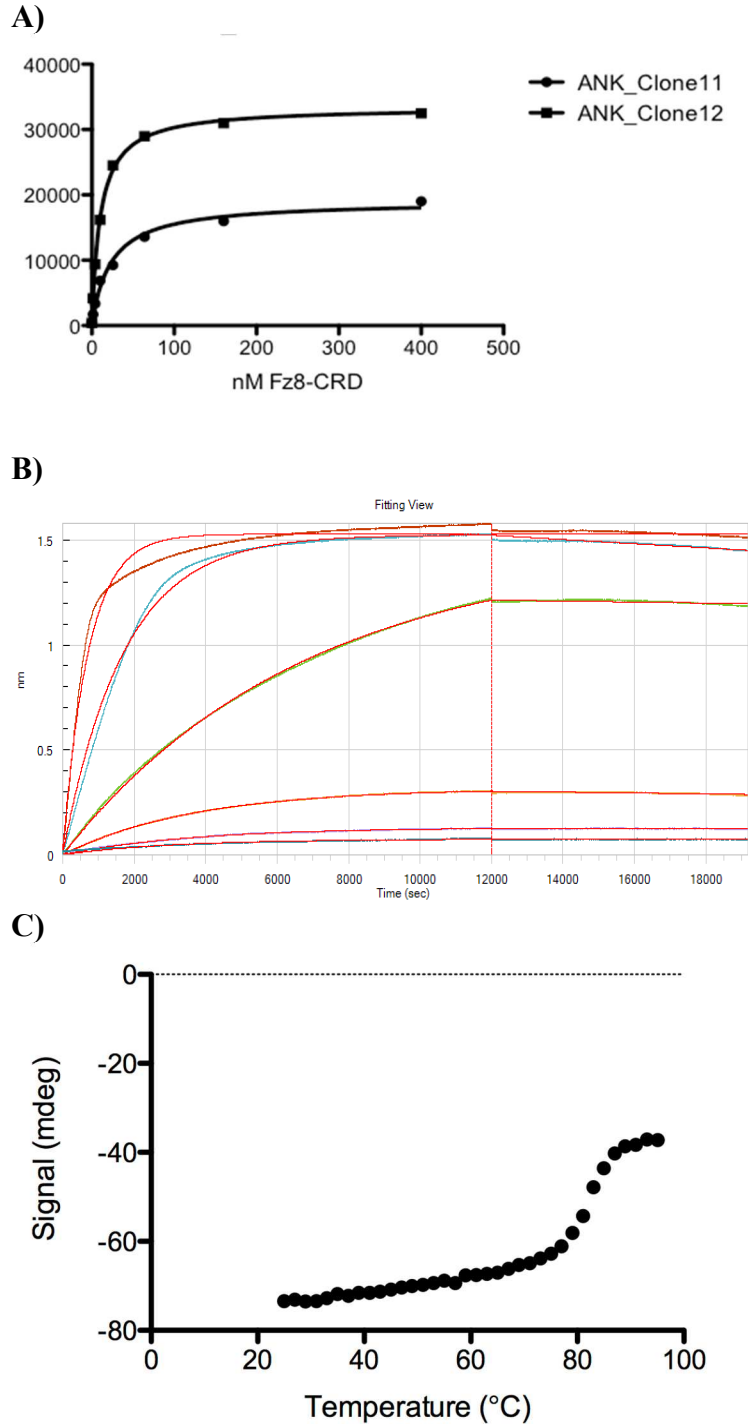 A)
40000
30000
20000
10000
0
0 100 200 300 400 500
nM Fz8-CRD
ANK_Clone11
ANK_Clone12
B)
Fitting View
1.5
1
0.5
0
nm
0 2000 4000 6000 8000 10000 12000 14000 16000 18000
Time (sec)
C)
0
-20
-40
-60
-80
Signal (mdeg)
0 20 40 60 80 100
Temperature (°C)